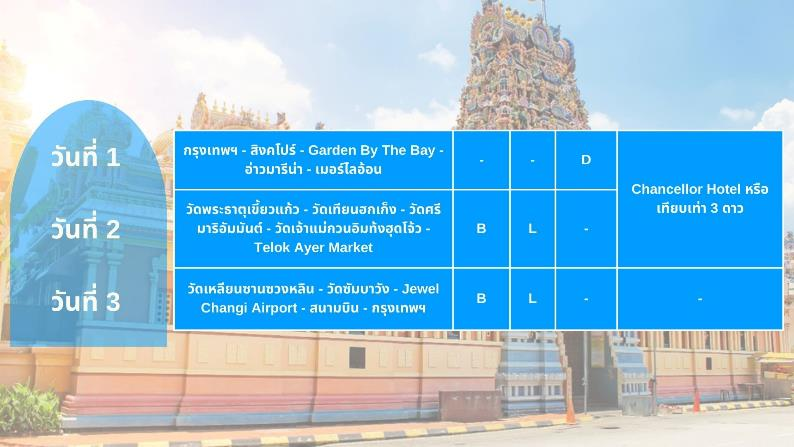 วันที่ 1
กรุงเทพฯ - สิงคโปร์ - Garden By The Bay -
อ่าวมารีน่า - เมอร์ไลอ้อน
-
-
D
Chancellor Hotel หรือ
เทียบเท่า 3 ดาว
วันที่ 2
วัดพระธาตุเขี้ยวแก้ว - วัดเทียนฮกเก็ง - วัดศรี
มาริอัมมันต์ - วัดเจ้าแม่กวนอิมท้งฮุดโจ้ว -
Telok Ayer Market
B
L
-
วันที่ 3
วัดเหลียนซานซวงหลิน - วัดซัมบาวัง - Jewel
Changi Airport - สนามบิน - กรุงเทพฯ
B
L
-
-